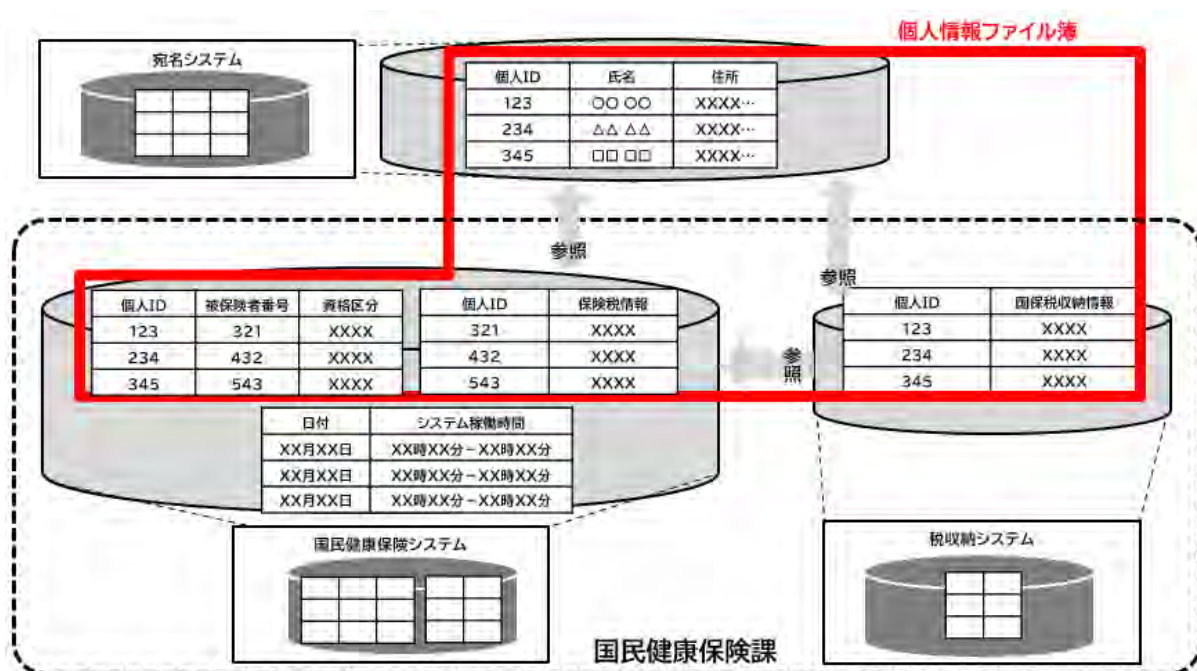 個人情報ファイル簿
宛名システム
個人ID 氏名 住所
123 〇〇 〇〇 XXXX…
234 △△ △△ XXXX…
345 □□ □□ XXXX…
参照
参照
個人ID 被保険者番号 資格区分
123 321 XXXX
234 432 XXXX
345 543 XXXX
個人ID 保険税情報
321 XXXX
432 XXXX
543 XXXX
参照
個人ID 国保税収納情報
123 XXXX
234 XXXX
345 XXXX
日付 システム稼働時間
XX月XX日 XX時XX分−XX時XX分
XX月XX日 XX時XX分−XX時XX分
XX月XX日 XX時XX分−XX時XX分
国民健康保険システム
税収納システム
国民健康保険課